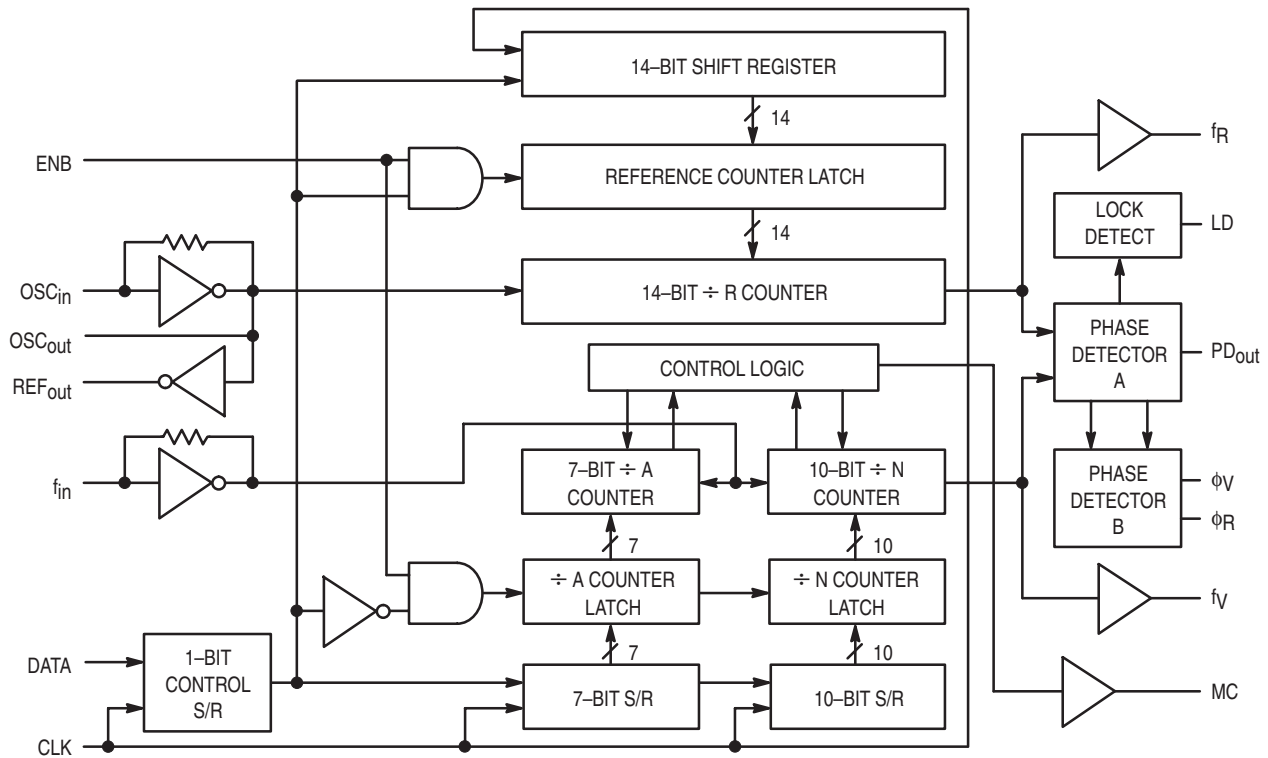 14–BIT SHIFT REGISTER
14
fR
ENB
REFERENCE COUNTER LATCH
LOCK
DETECT
LD
14
OSCin
14–BIT ÷ R COUNTER
OSCout
PHASE
DETECTOR
A
PDout
CONTROL LOGIC
REFout
fin
7–BIT ÷ A
COUNTER
10–BIT ÷ N
COUNTER
PHASE
DETECTOR
B
ϕV
ϕR
7
10
÷ A COUNTER
LATCH
÷ N COUNTER
LATCH
fV
7
10
DATA
1–BIT
CONTROL
S/R
7–BIT S/R
10–BIT S/R
MC
CLK